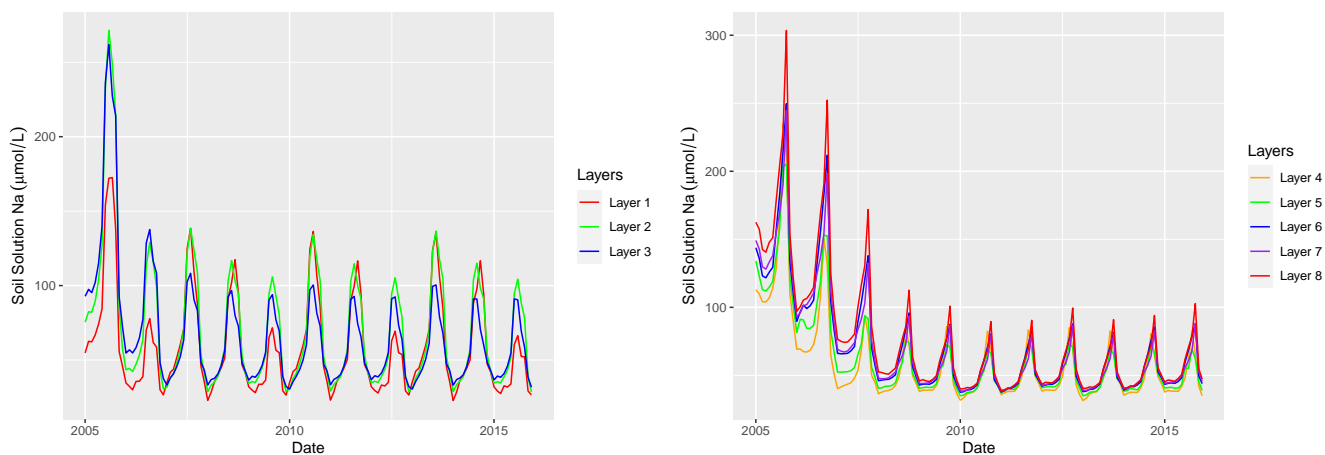 Soil Solution Na (μmol/L)
200
100
2005
2010
2015
Date
Layers
Layer 1
Layer 2
Layer 3
Soil Solution Na (μmol/L)
300
200
100
2005
2010
2015
Date
Layers
Layer 4
Layer 5
Layer 6
Layer 7
Layer 8